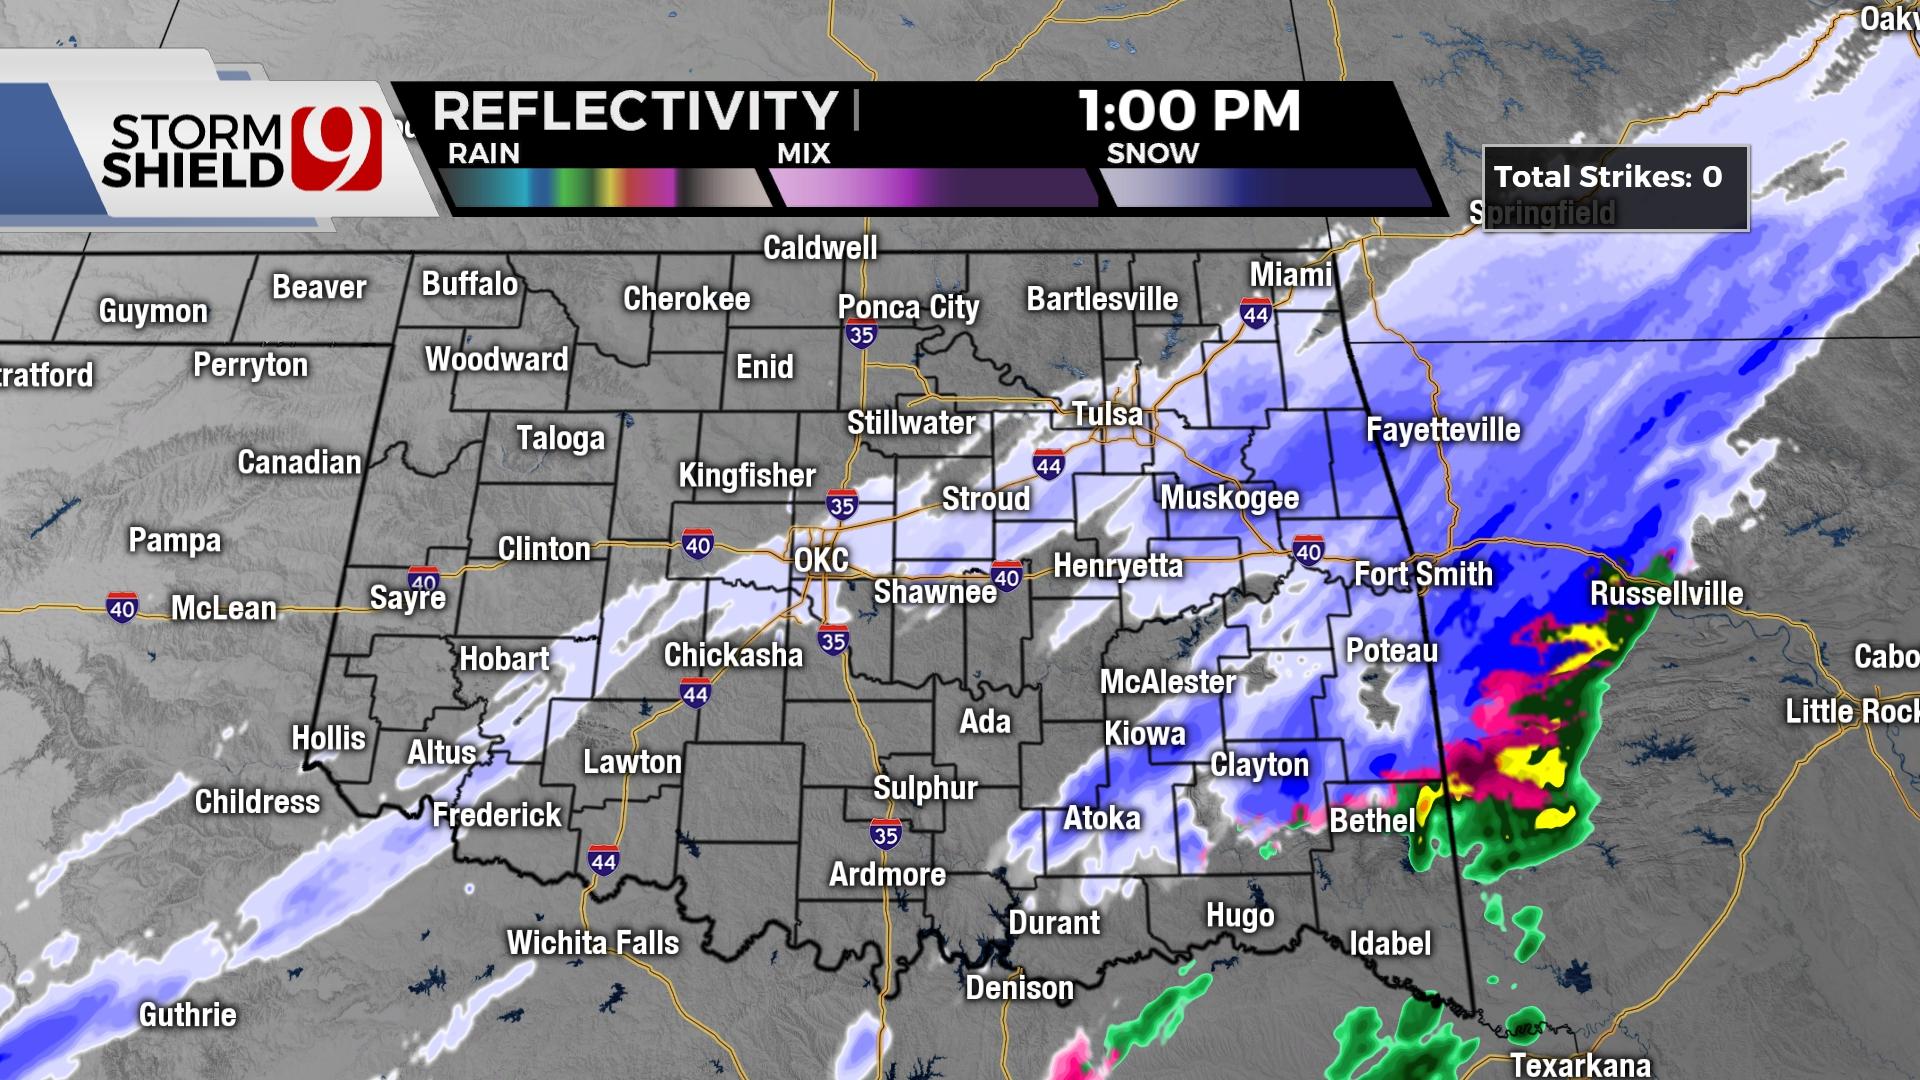 Oakv
STORM
SHIELD 9
REFLECTIVITY
1:00 PM
RAIN
MIX
SNOW
Total Strikes: 0
Springfield
Caldwell
Miami
Buffalo
Beaver
Guymon
Cherokee
Ponca City
Bartlesville
44
35
Perryton
Woodward
Enid
tratford
Stillwater
Tulsa
Fayetteville
Taloga
Canadian
Kingfisher
44
Stroud
Muskogee
35
Pampa
Clinton
40
OKC
Henryetta
40
Fort Smith
40
40
Sayre
Shawnee
Russellville
40
McLean
35
Hobart
Chickasha
Poteau
Cabo
McAlester
44
Ada
Little Rock
Hollis
Altus
Kiowa
Lawton
Clayton
Childress
Frederick
Sulphur
Atoka
Bethel
35
44
Ardmore
Durant
Hugo
Wichita Falls
Idabel
Denison
Guthrie
Texarkana